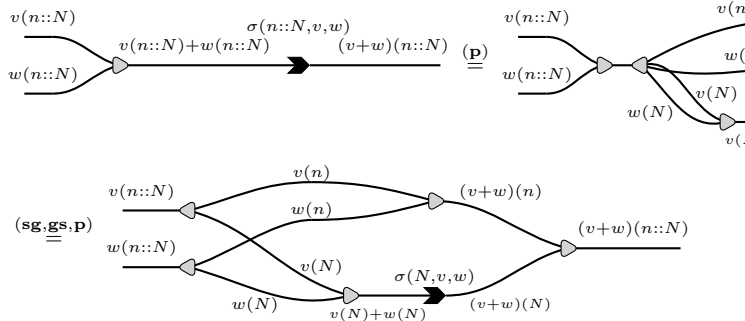 σ(n::N,v,w)
v(n::N) v(n::N)+w(n::N) (v+w)(n::N) (p) = v(n::N)
w(n::N) w(n::N) v(N)
w(N)
v(n)
v(n::N) (v+w)(n)
(sg,gs,p) = w(n) (v+w)(n::N)
w(n::N) v(N) σ(N,v,w)
w(N) v(N)+w(N) (v+w)(N)